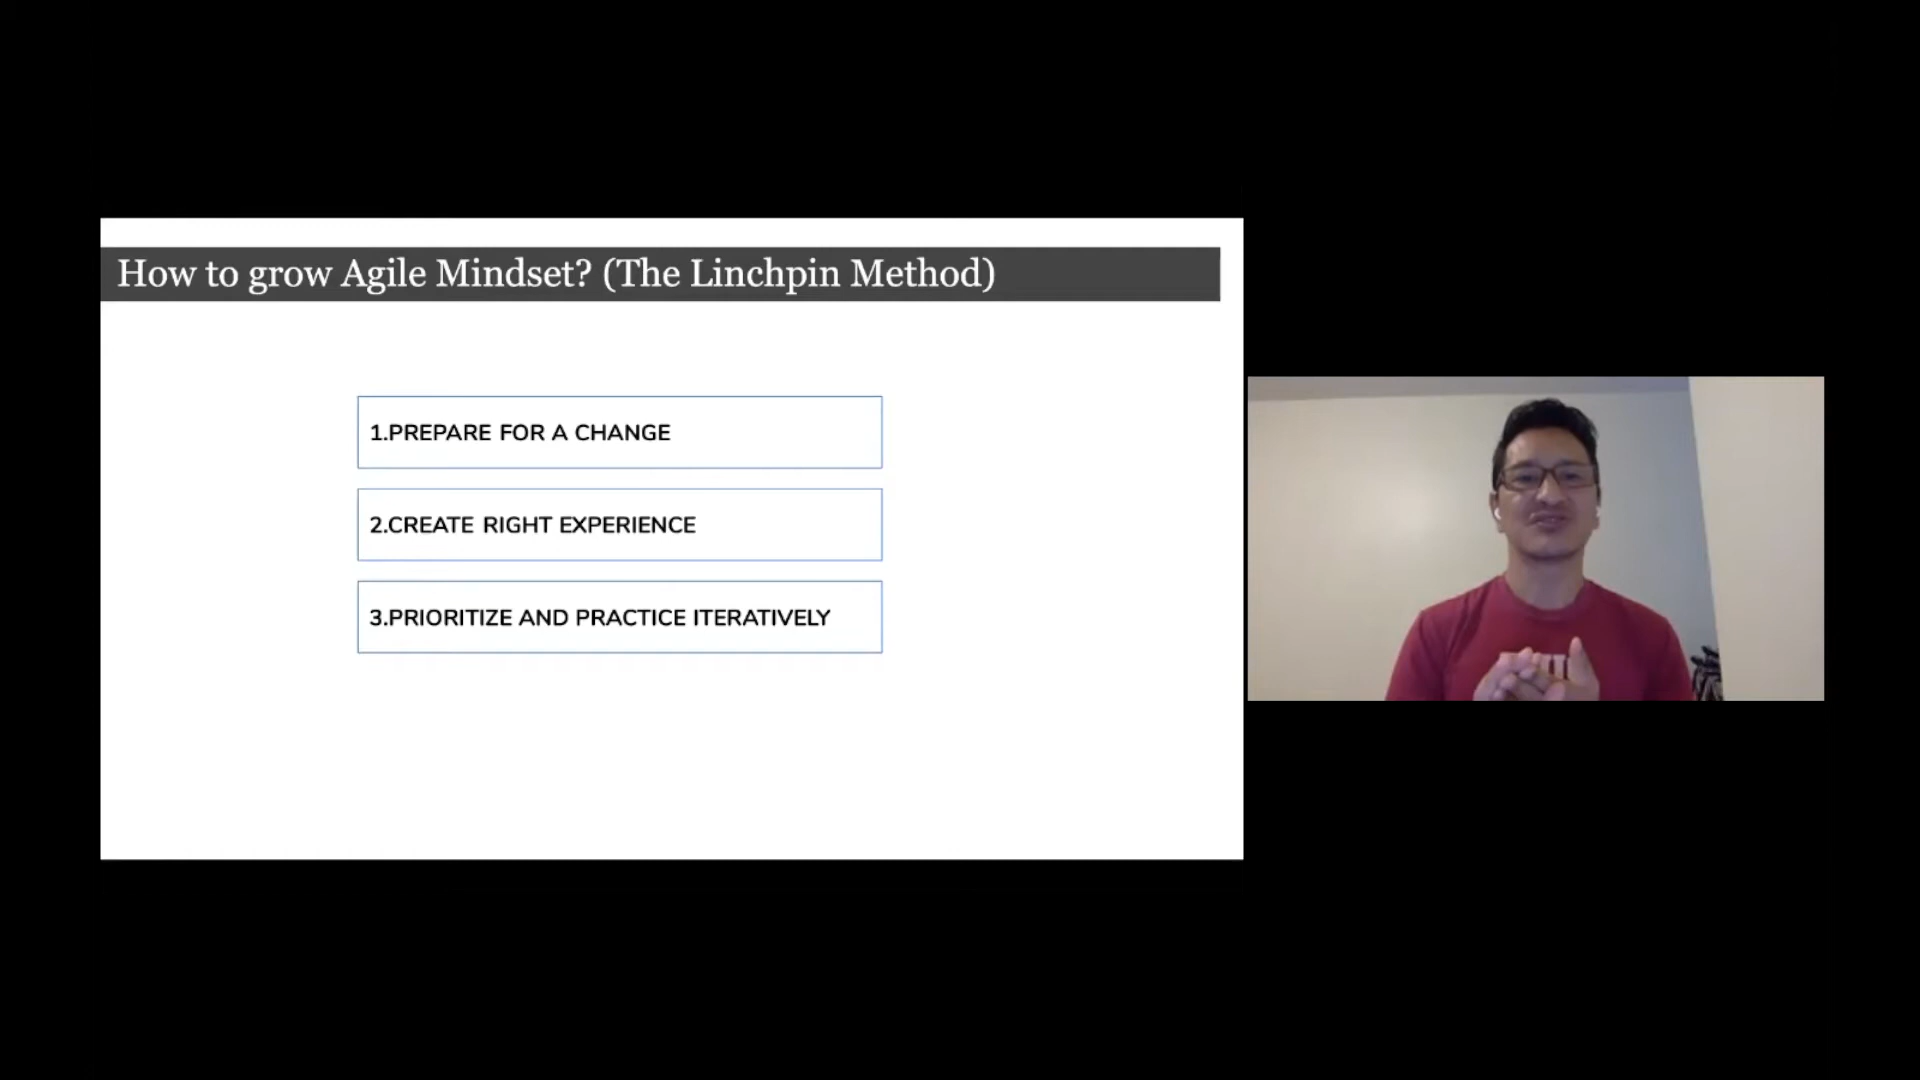 How to grow Agile Mindset? (The Linchpin Method)
1.PREPARE FOR A CHANGE
2.CREATE RIGHT EXPERIENCE
3.PRIORITIZE AND PRACTICE ITERATIVELY